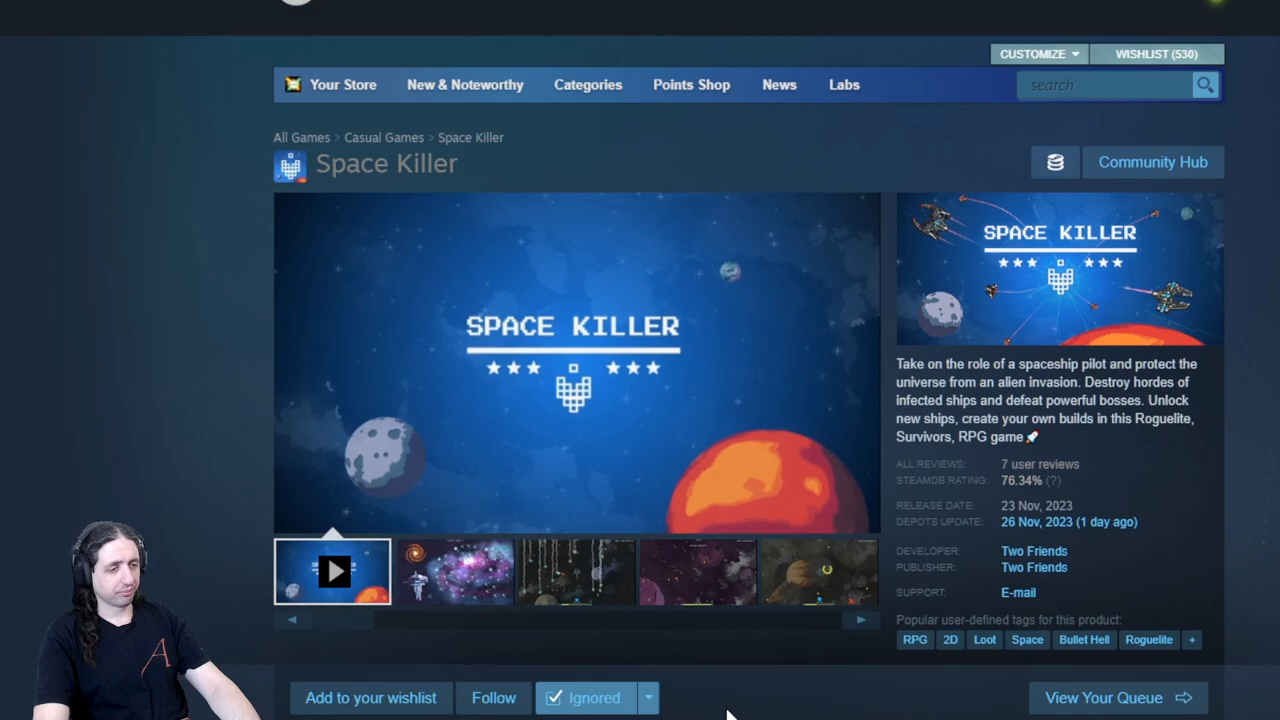 CUSTOMIZE
WISHLIST (530)
Your Store
New & Noteworthy
Categories
Points Shop
News
Labs
search
All Games > Casual Games > Space Killer
Space Killer
Community Hub
SPACE KILLER
SPACE KILLER
Take on the role of a spaceship pilot and protect the
universe from an alien invasion. Destroy hordes of
infected ships and defeat powerful bosses. Unlock
new ships, create your own builds in this Roguelite,
Survivors, RPG game🚀
ALL REVIEWS: 7 user reviews
STEAMDB RATING: 76.34% (?)
RELEASE DATE: 23 Nov, 2023
DEPOTS UPDATE: 26 Nov, 2023 (1 day ago)
DEVELOPER: Two Friends
PUBLISHER: Two Friends
SUPPORT: E-mail
Popular user-defined tags for this product:
RPG
2D
Loot
Space
Bullet Hell
Roguelite
+
Add to your wishlist
Follow
Ignored
View Your Queue
A